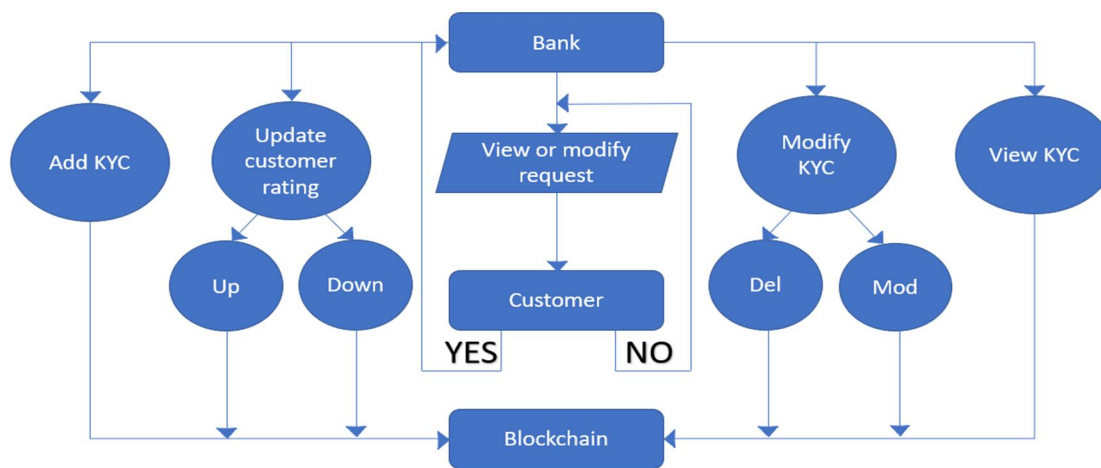 Bank
Add KYC
Update
customer
rating
View or modify
request
Modify
KYC
View KYC
Up
Down
Customer
Del
Mod
YES
NO
Blockchain